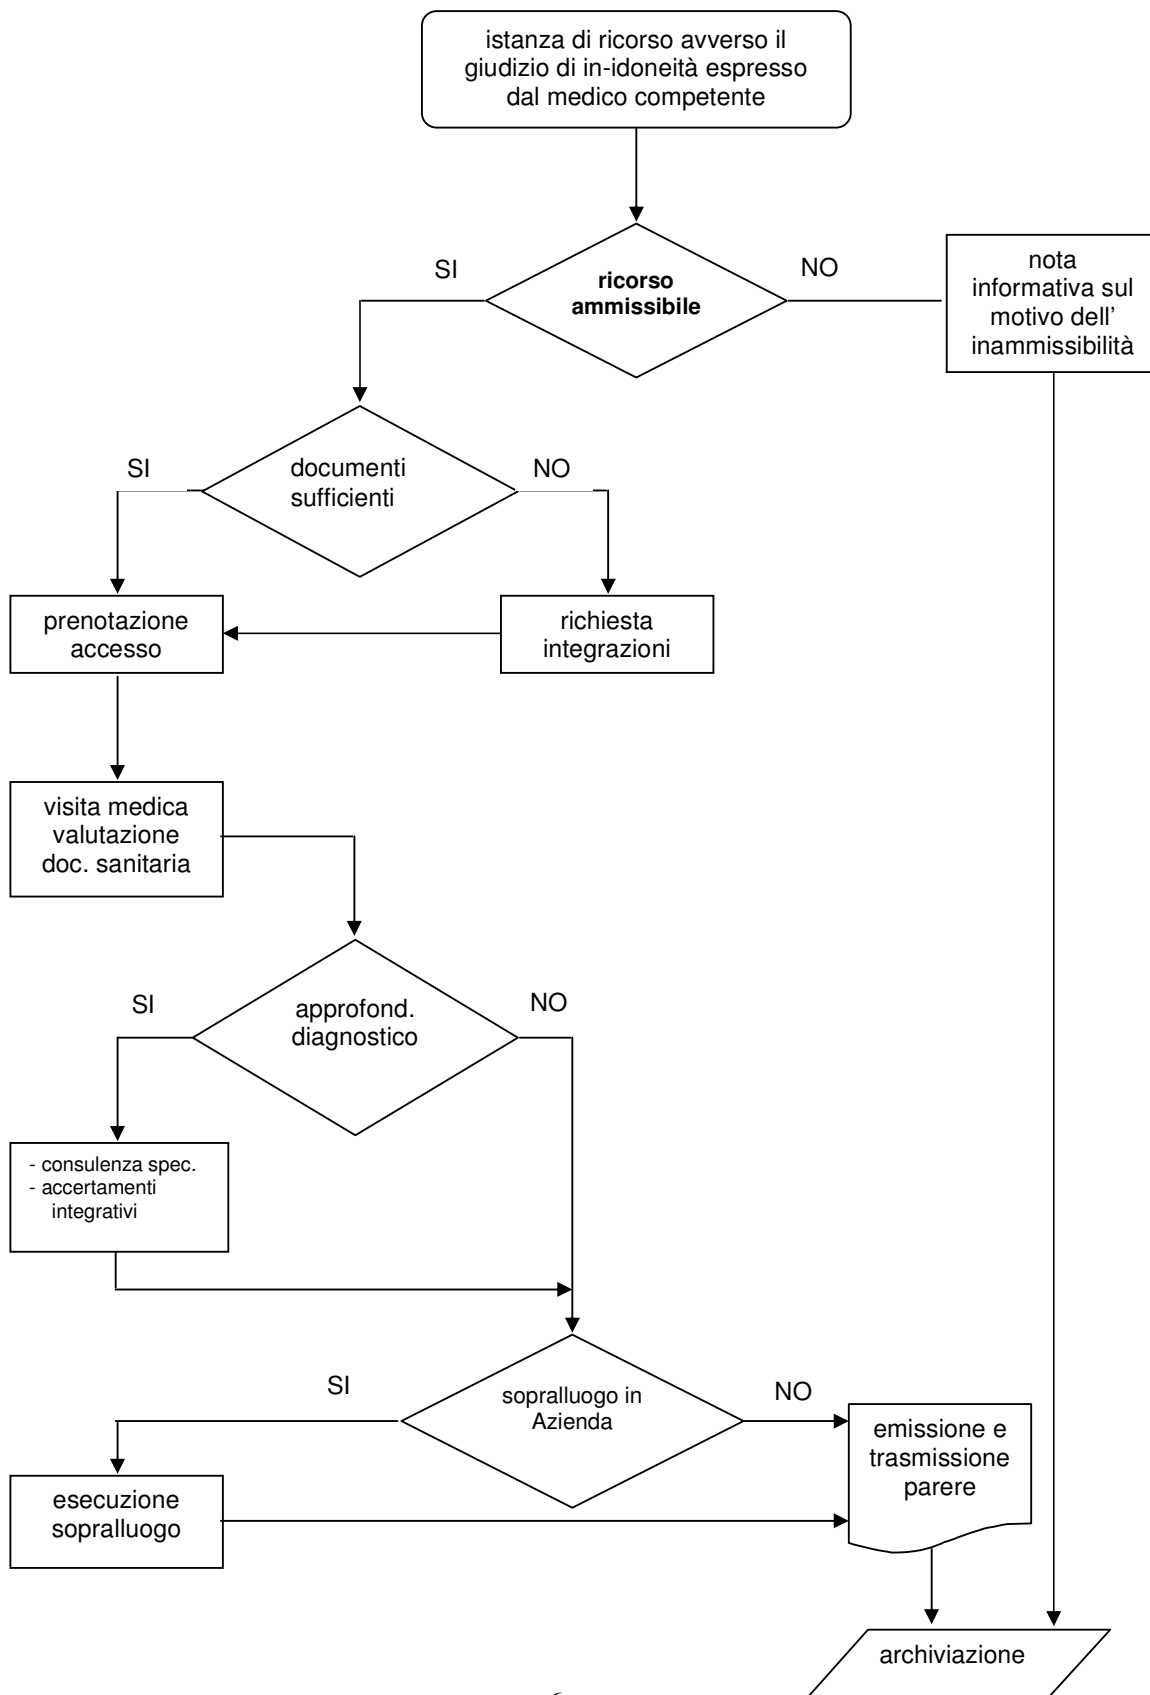 istanza di ricorso avverso il
giudizio di in-idoneità espresso
dal medico competente
SI
ricorso
ammissibile
NO
nota
informativa sul
motivo dell'
inammissibilità
SI
documenti
sufficienti
NO
prenotazione
accesso
richiesta
integrazioni
visita medica
valutazione
doc. sanitaria
SI
approfond.
diagnostico
NO
- consulenza spec.
- accertamenti
integrativi
SI
sopralluogo in
Azienda
NO
emissione e
trasmissione
parere
esecuzione
sopralluogo
archiviazione